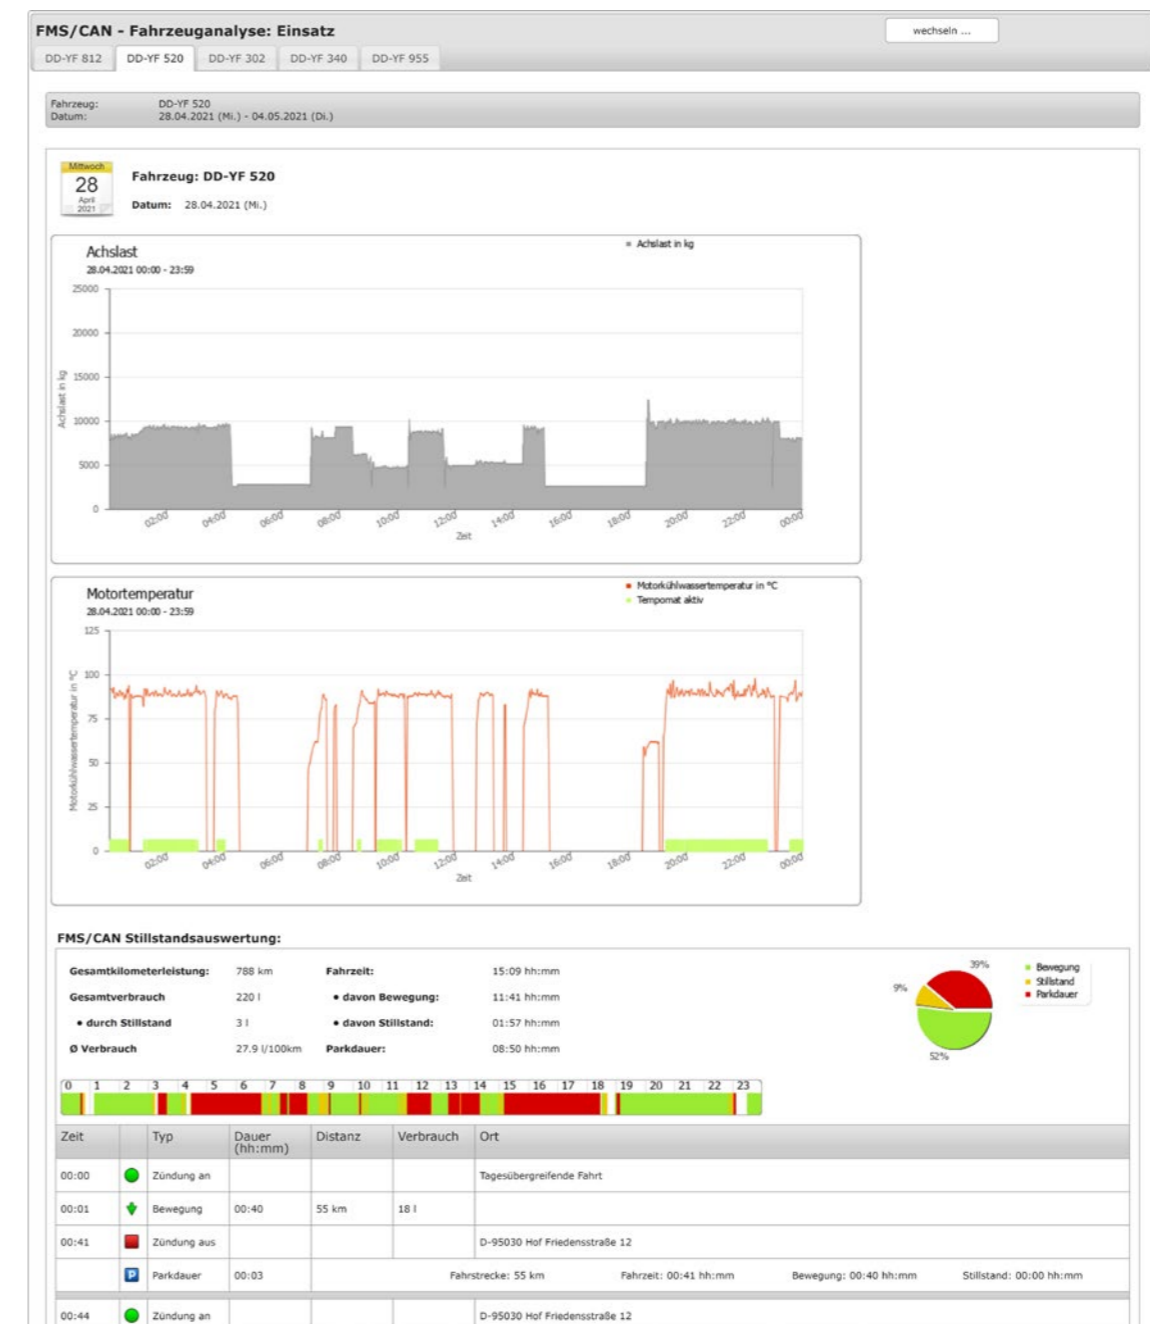 FMS/CAN - Fahrzeuganalyse: Einsatz
wechseln ...
DD-YF 812 DD-YF 520 DD-YF 302 DD-YF 340 DD-YF 955
Fahrzeug: DD-YF 520
Datum: 28.04.2021 (Mi.) - 04.05.2021 (Di.)
Mittwoch
28
April
2021
Fahrzeug: DD-YF 520
Datum: 28.04.2021 (Mi.)
Achslast
28.04.2021 00:00 - 23:59
Achslast in kg
25000
20000
15000
10000
5000
0
Achslast in kg
02:00 04:00 06:00 08:00 10:00 12:00 14:00 16:00 18:00 20:00 22:00 00:00
Zeit
Motortemperatur
28.04.2021 00:00 - 23:59
Motorkühlwassertemperatur in °C
Tempomat aktiv
125
100
75
50
25
0
Motorkühlwassertemperatur in °C
02:00 04:00 06:00 08:00 10:00 12:00 14:00 16:00 18:00 20:00 22:00 00:00
Zeit
FMS/CAN Stillstandsauswertung:
Gesamtkilometerleistung: 788 km Fahrzeit: 15:09 hh:mm
Gesamtverbrauch 220 l • davon Bewegung: 11:41 hh:mm
• durch Stillstand 3 l • davon Stillstand: 01:57 hh:mm
Ø Verbrauch 27.9 l/100km Parkdauer: 08:50 hh:mm
39%
9%
52%
Bewegung
Stillstand
Parkdauer
0 1 2 3 4 5 6 7 8 9 10 11 12 13 14 15 16 17 18 19 20 21 22 23
Zeit Typ Dauer (hh:mm) Distanz Verbrauch Ort
00:00 Zündung an Tagesübergreifende Fahrt
00:01 Bewegung 00:40 55 km 18 l
00:41 Zündung aus D-95030 Hof Friedensstraße 12
P Parkdauer 00:03 Fahrstrecke: 55 km Fahrzeit: 00:41 hh:mm Bewegung: 00:40 hh:mm Stillstand: 00:00 hh:mm
00:44 Zündung an D-95030 Hof Friedensstraße 12